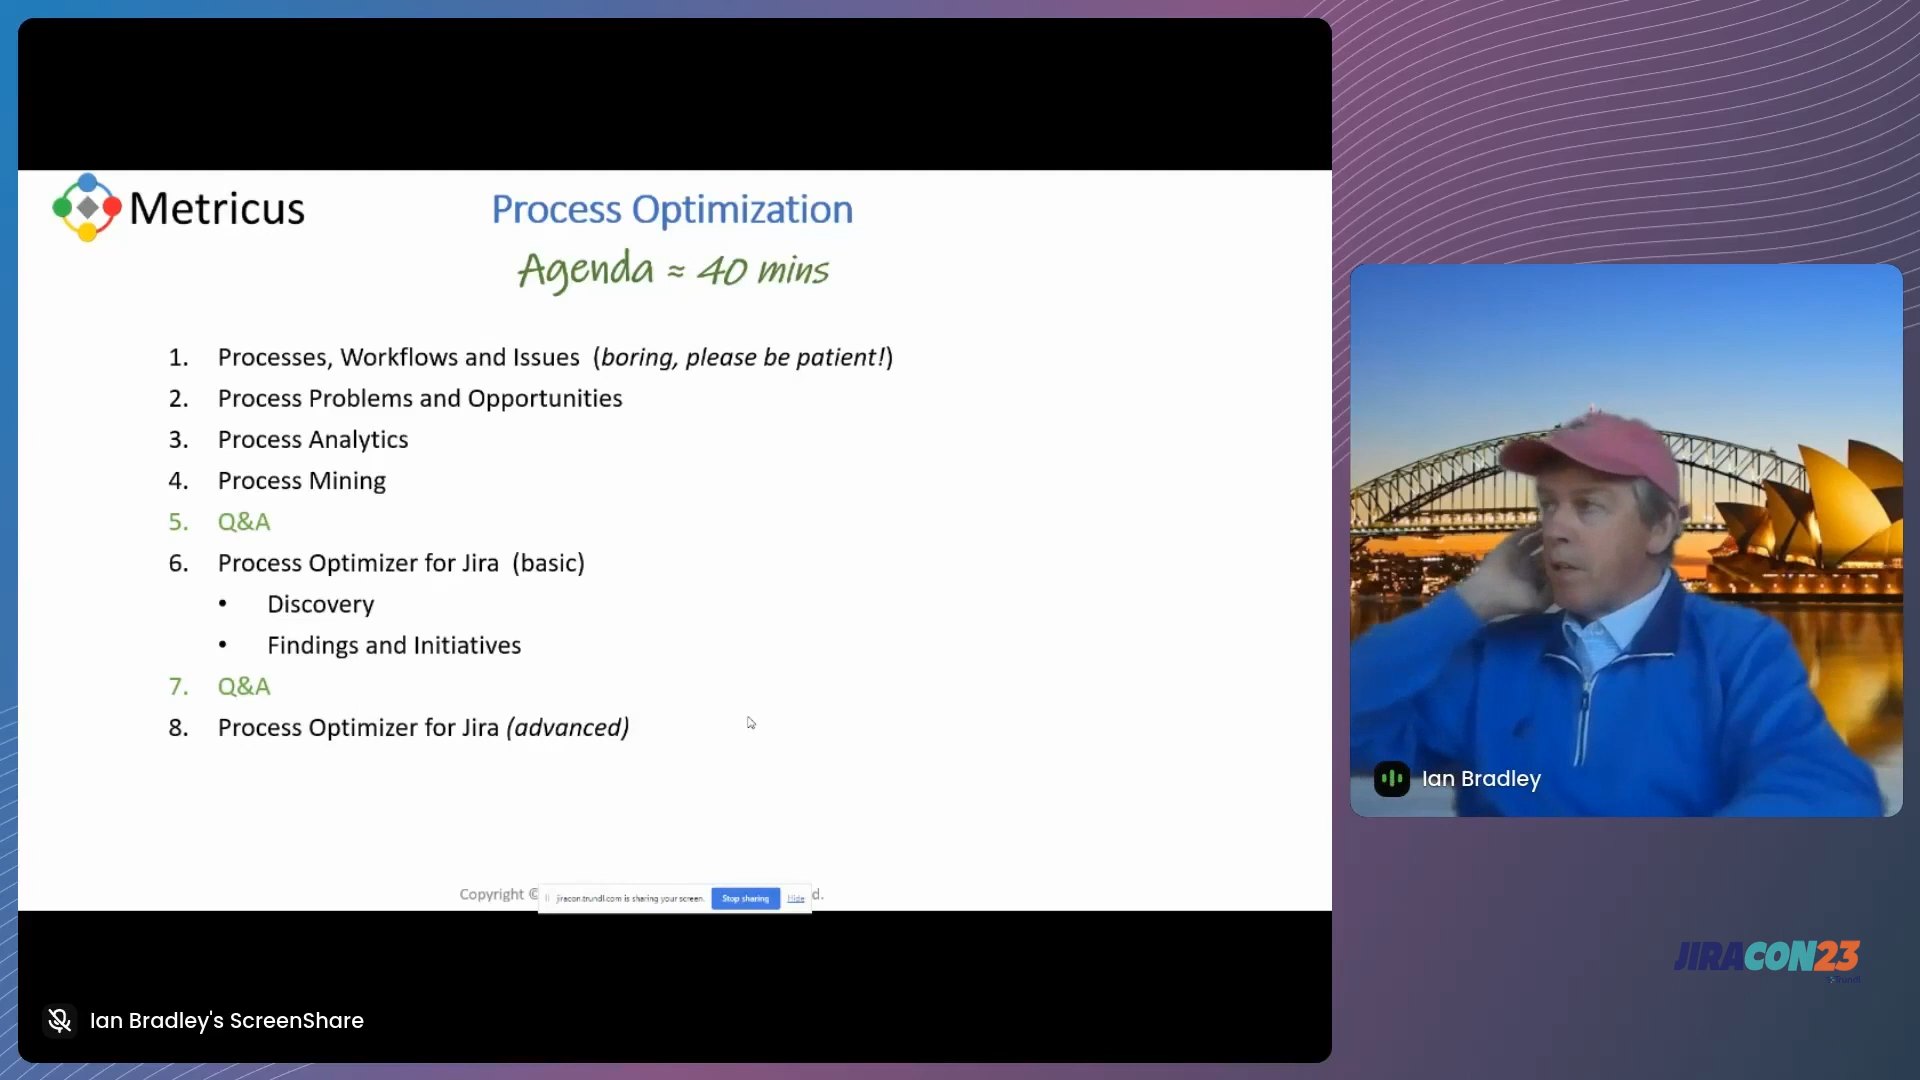 Metricus
Process Optimization
Agenda ≈ 40 mins
1. Processes, Workflows and Issues (boring, please be patient!)
2. Process Problems and Opportunities
3. Process Analytics
4. Process Mining
5. Q&A
6. Process Optimizer for Jira (basic)
• Discovery
• Findings and Initiatives
7. Q&A
8. Process Optimizer for Jira (advanced)
Copyright © d.
jiracon.trundl.com is sharing your screen. Stop sharing Hide
Ian Bradley's ScreenShare
Ian Bradley
JIRACON23
trundl